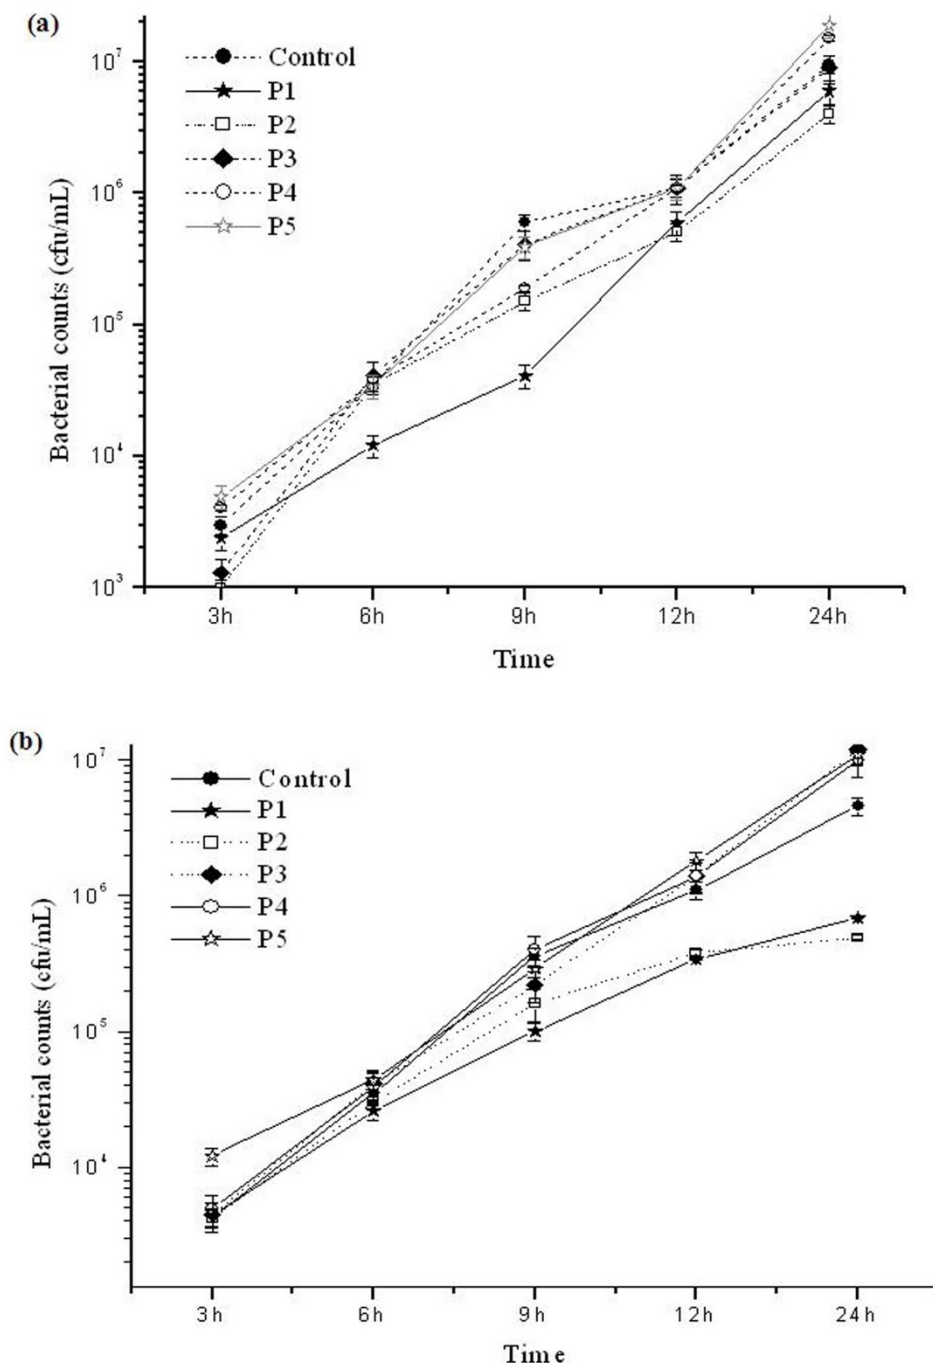 (a)
Control
P1
P2
P3
P4
P5
10⁷
10⁶
10⁵
10⁴
10³
Bacterial counts (cfu/mL)
3h 6h 9h 12h 24h
Time
(b)
Control
P1
P2
P3
P4
P5
10⁷
10⁶
10⁵
10⁴
Bacterial counts (cfu/mL)
3h 6h 9h 12h 24h
Time